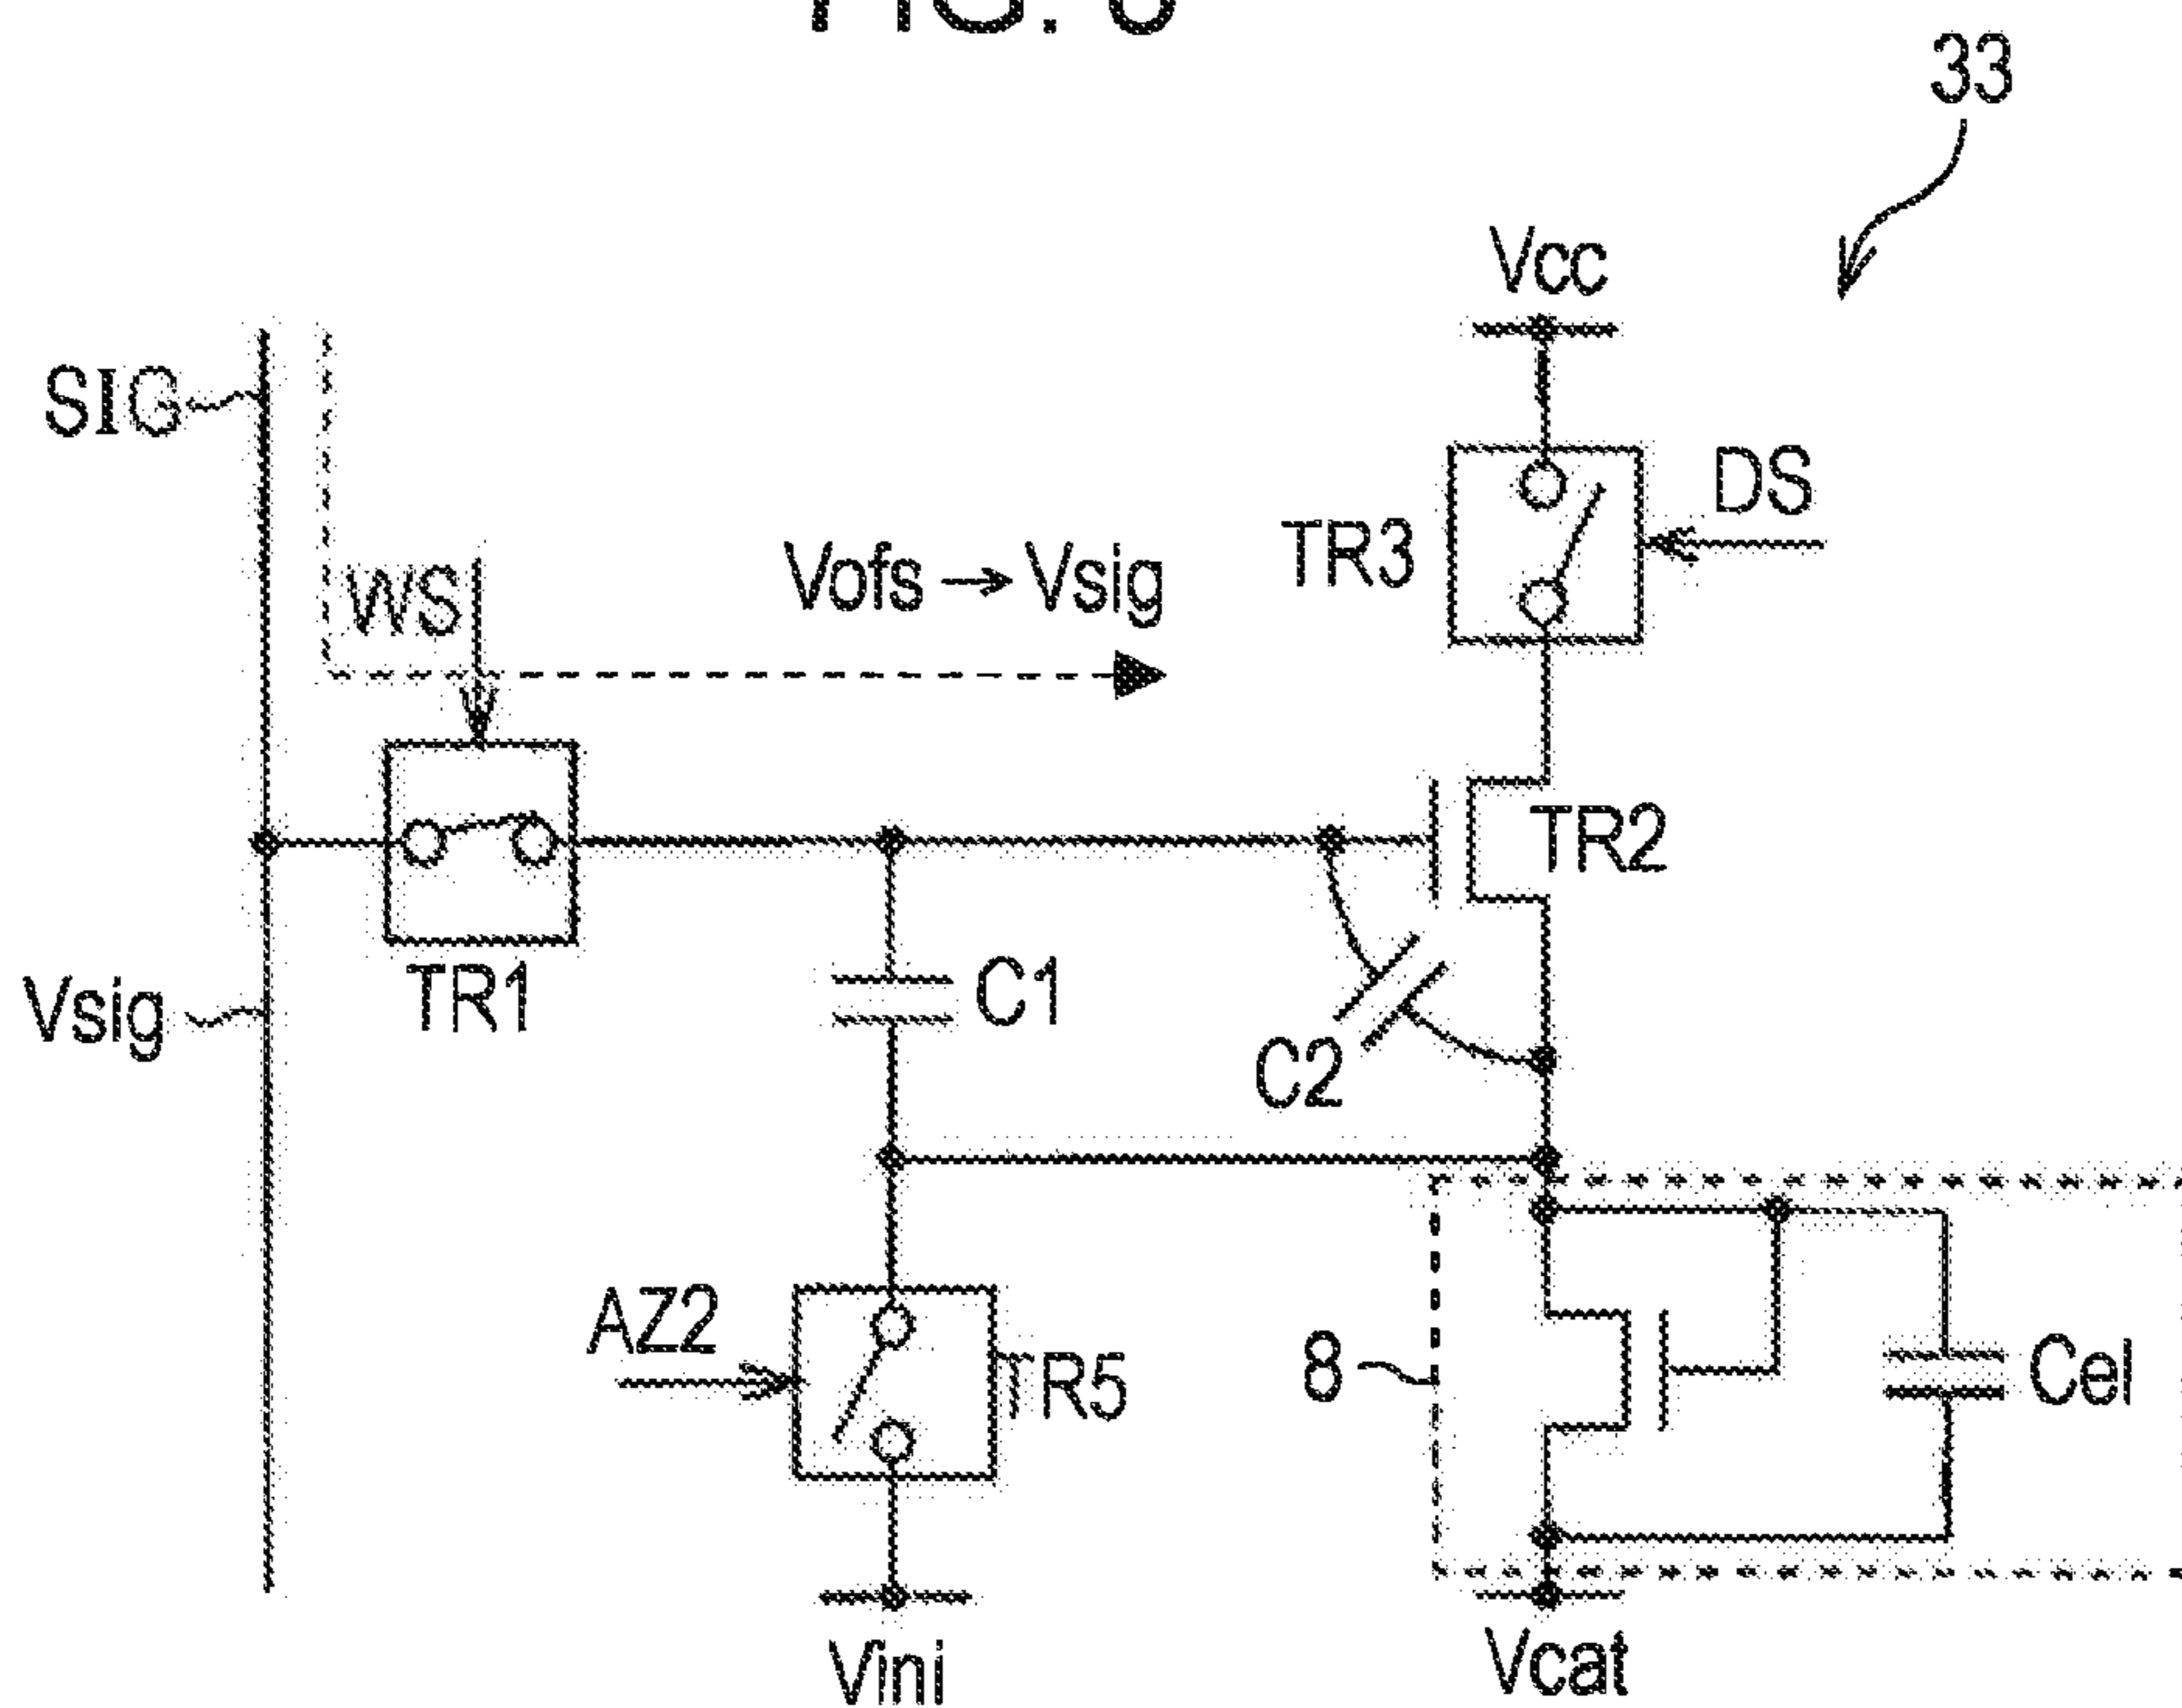 FIG.
33
Vcc
SIG
DS
TR3
WS
Vofs → Vsig
TR2
TR1
C1
Vsig
C2
AZ2
TR5
8
Cel
Vini
Vcat